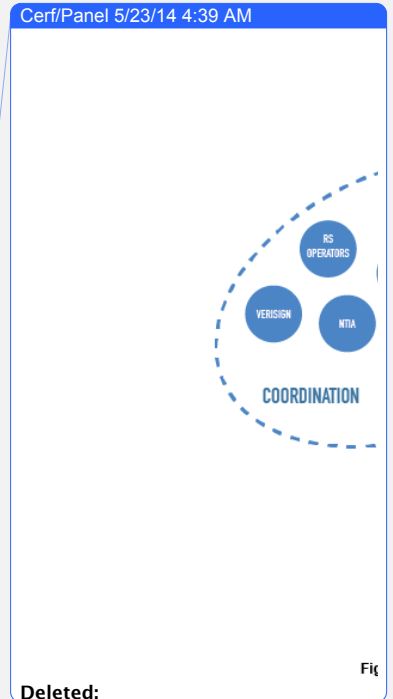 Cerf/Panel 5/23/14 4:39 AM
RS
OPERATORS
VERISIGN
NTIA
COORDINATION
Deleted: